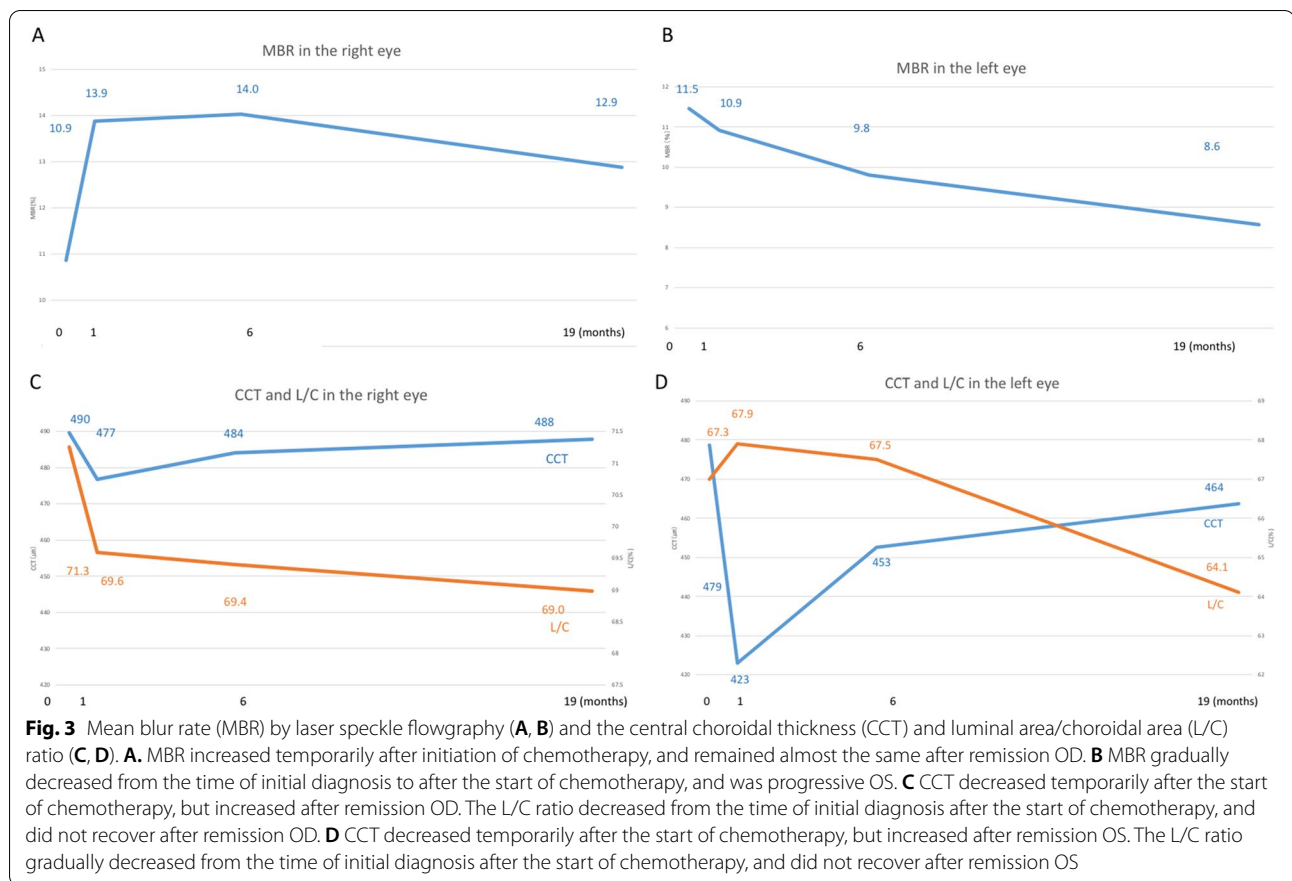 A
MBR in the right eye
15
14
13
12
11
10
MBR(%)
10.9
13.9
14.0
12.9
0 1 6 19 (months)
B
MBR in the left eye
12
11
10
9
8
7
6
MBR (%)
11.5
10.9
9.8
8.6
0 1 6 19 (months)
C
CCT and L/C in the right eye
490
480
470
460
450
440
430
420
CCT (μm)
490
477
484
488
CCT
71.3
69.6
69.4
69.0
L/C
71.5
71
70.5
70
69.5
69
68.5
68
67.5
L/C(%)
0 1 6 19 (months)
D
CCT and L/C in the left eye
490
480
470
460
450
440
430
420
CCT (μm)
67.3
67.9
67.5
64.1
L/C
479
423
453
464
CCT
69
68
67
66
65
64
63
62
L/C(%)
0 1 6 19 (months)
Fig. 3 Mean blur rate (MBR) by laser speckle flowgraphy (A, B) and the central choroidal thickness (CCT) and luminal area/choroidal area (L/C)
ratio (C, D). A. MBR increased temporarily after initiation of chemotherapy, and remained almost the same after remission OD. B MBR gradually
decreased from the time of initial diagnosis to after the start of chemotherapy, and was progressive OS. C CCT decreased temporarily after the start
of chemotherapy, but increased after remission OD. The L/C ratio decreased from the time of initial diagnosis after the start of chemotherapy, and
did not recover after remission OD. D CCT decreased temporarily after the start of chemotherapy, but increased after remission OS. The L/C ratio
gradually decreased from the time of initial diagnosis after the start of chemotherapy, and did not recover after remission OS